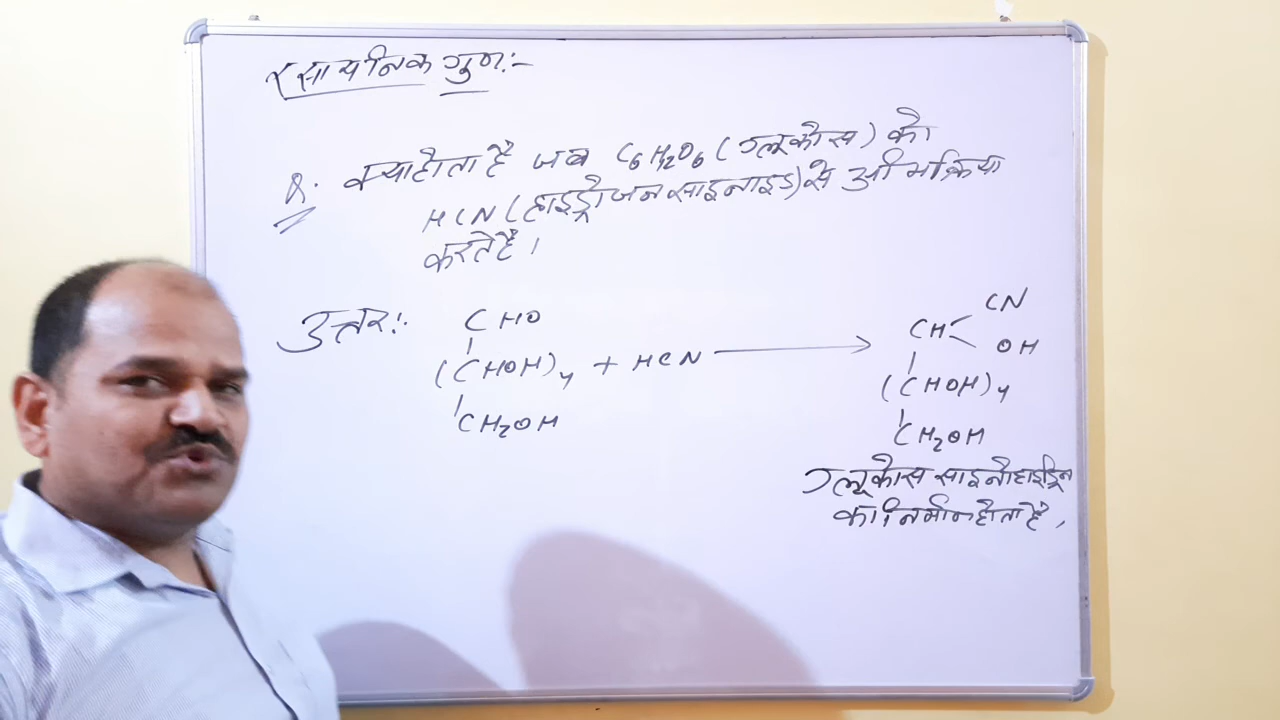 रसायनिक गुण:-
Q. क्या होता है जब C6H12O6 (ग्लूकोस) को
HCN (हाइड्रोजन साइनाइड) से अभिक्रिया
करते है।
उत्तर:-
CHO
(CHOH)4 + HCN ⟶
CH2OH
CN
CH
OH
(CHOH)4
CH2OH
ग्लूकोस साइनोहाइड्रिन
का निर्मान होता है,